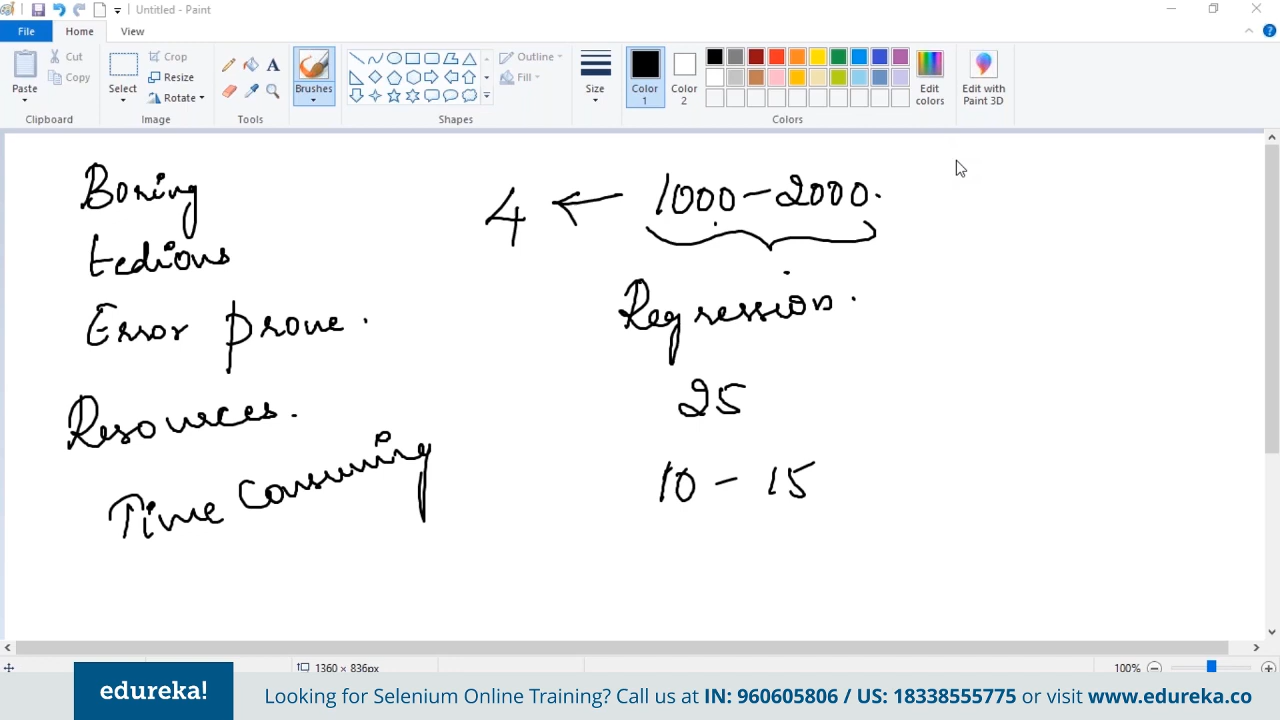 Untitled - Paint
File Home View
Paste
Cut
Copy
Clipboard
Select
Crop
Resize
Rotate
Image
Tools
Brushes
Shapes
Outline
Fill
Size
Color 1
Color 2
Colors
Edit colors
Edit with Paint 3D
Boring
tedious
Error prone.
Resources.
Time Consuming
4 ← 1000 - 2000.
Regression.
25
10 - 15
1360 × 836px
100%
edureka!
Looking for Selenium Online Training? Call us at IN: 960605806 / US: 18338555775 or visit www.edureka.co